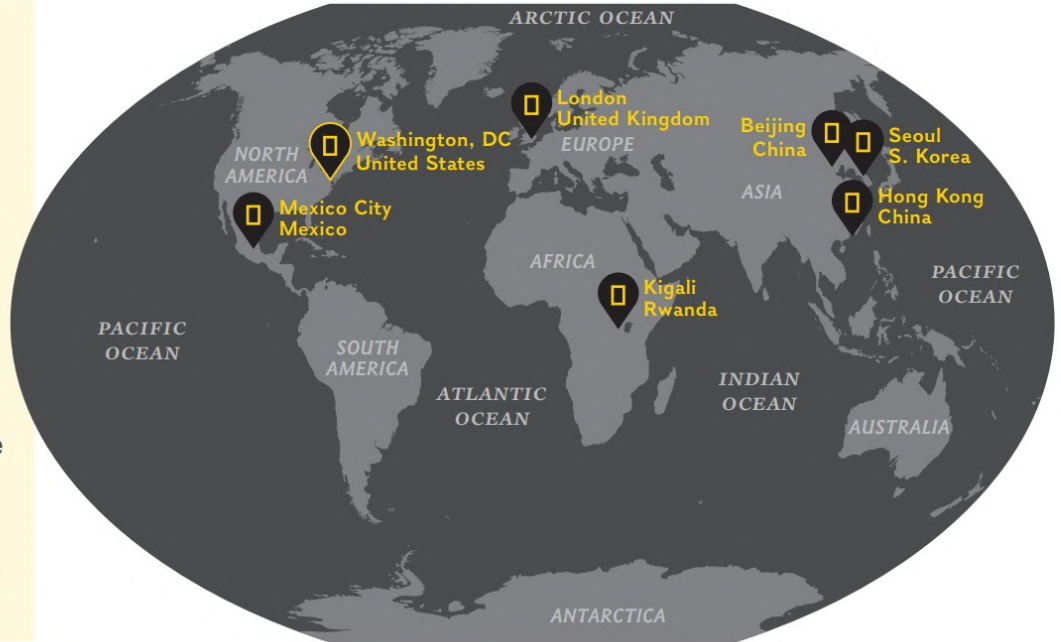 ARCTIC OCEAN
London
United Kingdom
Beijing
China
Seoul
S. Korea
Washington, DC
United States
NORTH
AMERICA
EUROPE
ASIA
Mexico City
Mexico
Hong Kong
China
AFRICA
Kigali
Rwanda
PACIFIC
OCEAN
PACIFIC
OCEAN
SOUTH
AMERICA
ATLANTIC
OCEAN
INDIAN
OCEAN
AUSTRALIA
ANTARCTICA